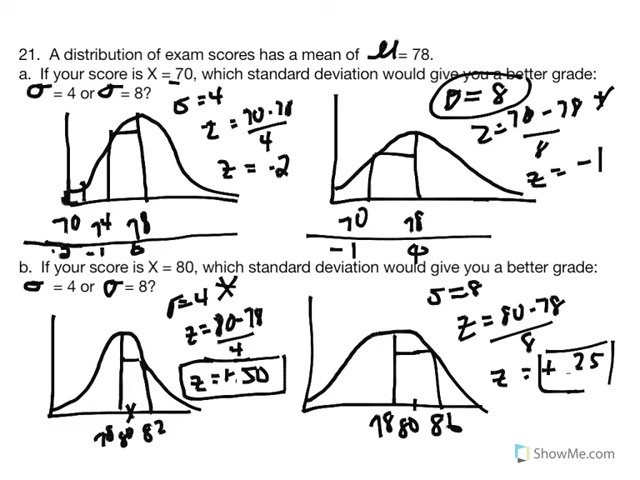 21. A distribution of exam scores has a mean of μ = 78.
a. If your score is X = 70, which standard deviation would give you a better grade:
σ = 4 or σ = 8?
σ = 4
z = 70-78/4
z = -2
σ = 8
z = 70-78/8
z = -1
70 74 78
-2 -1 0
70 78
-1 0
b. If your score is X = 80, which standard deviation would give you a better grade:
σ = 4 or σ = 8?
σ=4
z = 80-78/4
z = +.50
78 80 82
σ=8
z = 80-78/8
z = +.25
78 80 86
ShowMe.com